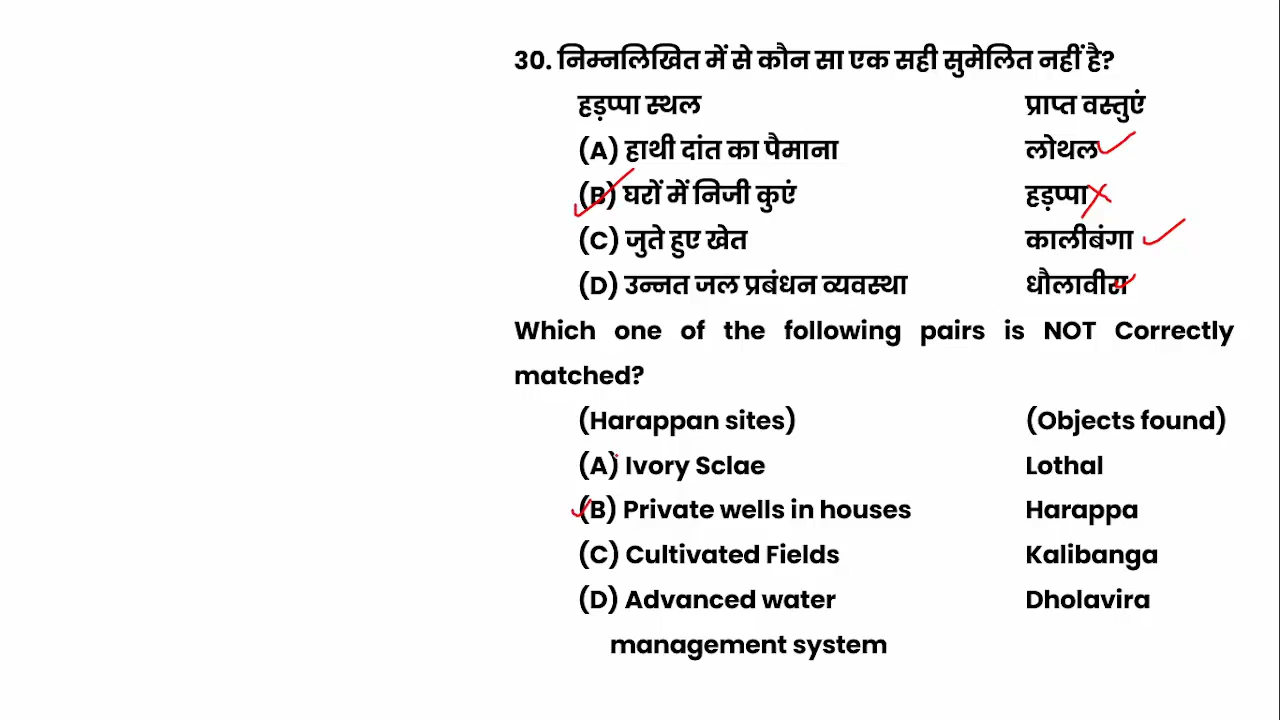 30. निम्नलिखित में से कौन सा एक सही सुमेलित नहीं है?
हड़प्पा स्थल प्राप्त वस्तुएं
(A) हाथी दांत का पैमाना लोथल
(B) घरों में निजी कुएं हड़प्पा
(C) जुते हुए खेत कालीबंगा
(D) उन्नत जल प्रबंधन व्यवस्था धौलावीरा
Which one of the following pairs is NOT Correctly
matched?
(Harappan sites) (Objects found)
(A) Ivory Sclae Lothal
(B) Private wells in houses Harappa
(C) Cultivated Fields Kalibanga
(D) Advanced water Dholavira
management system